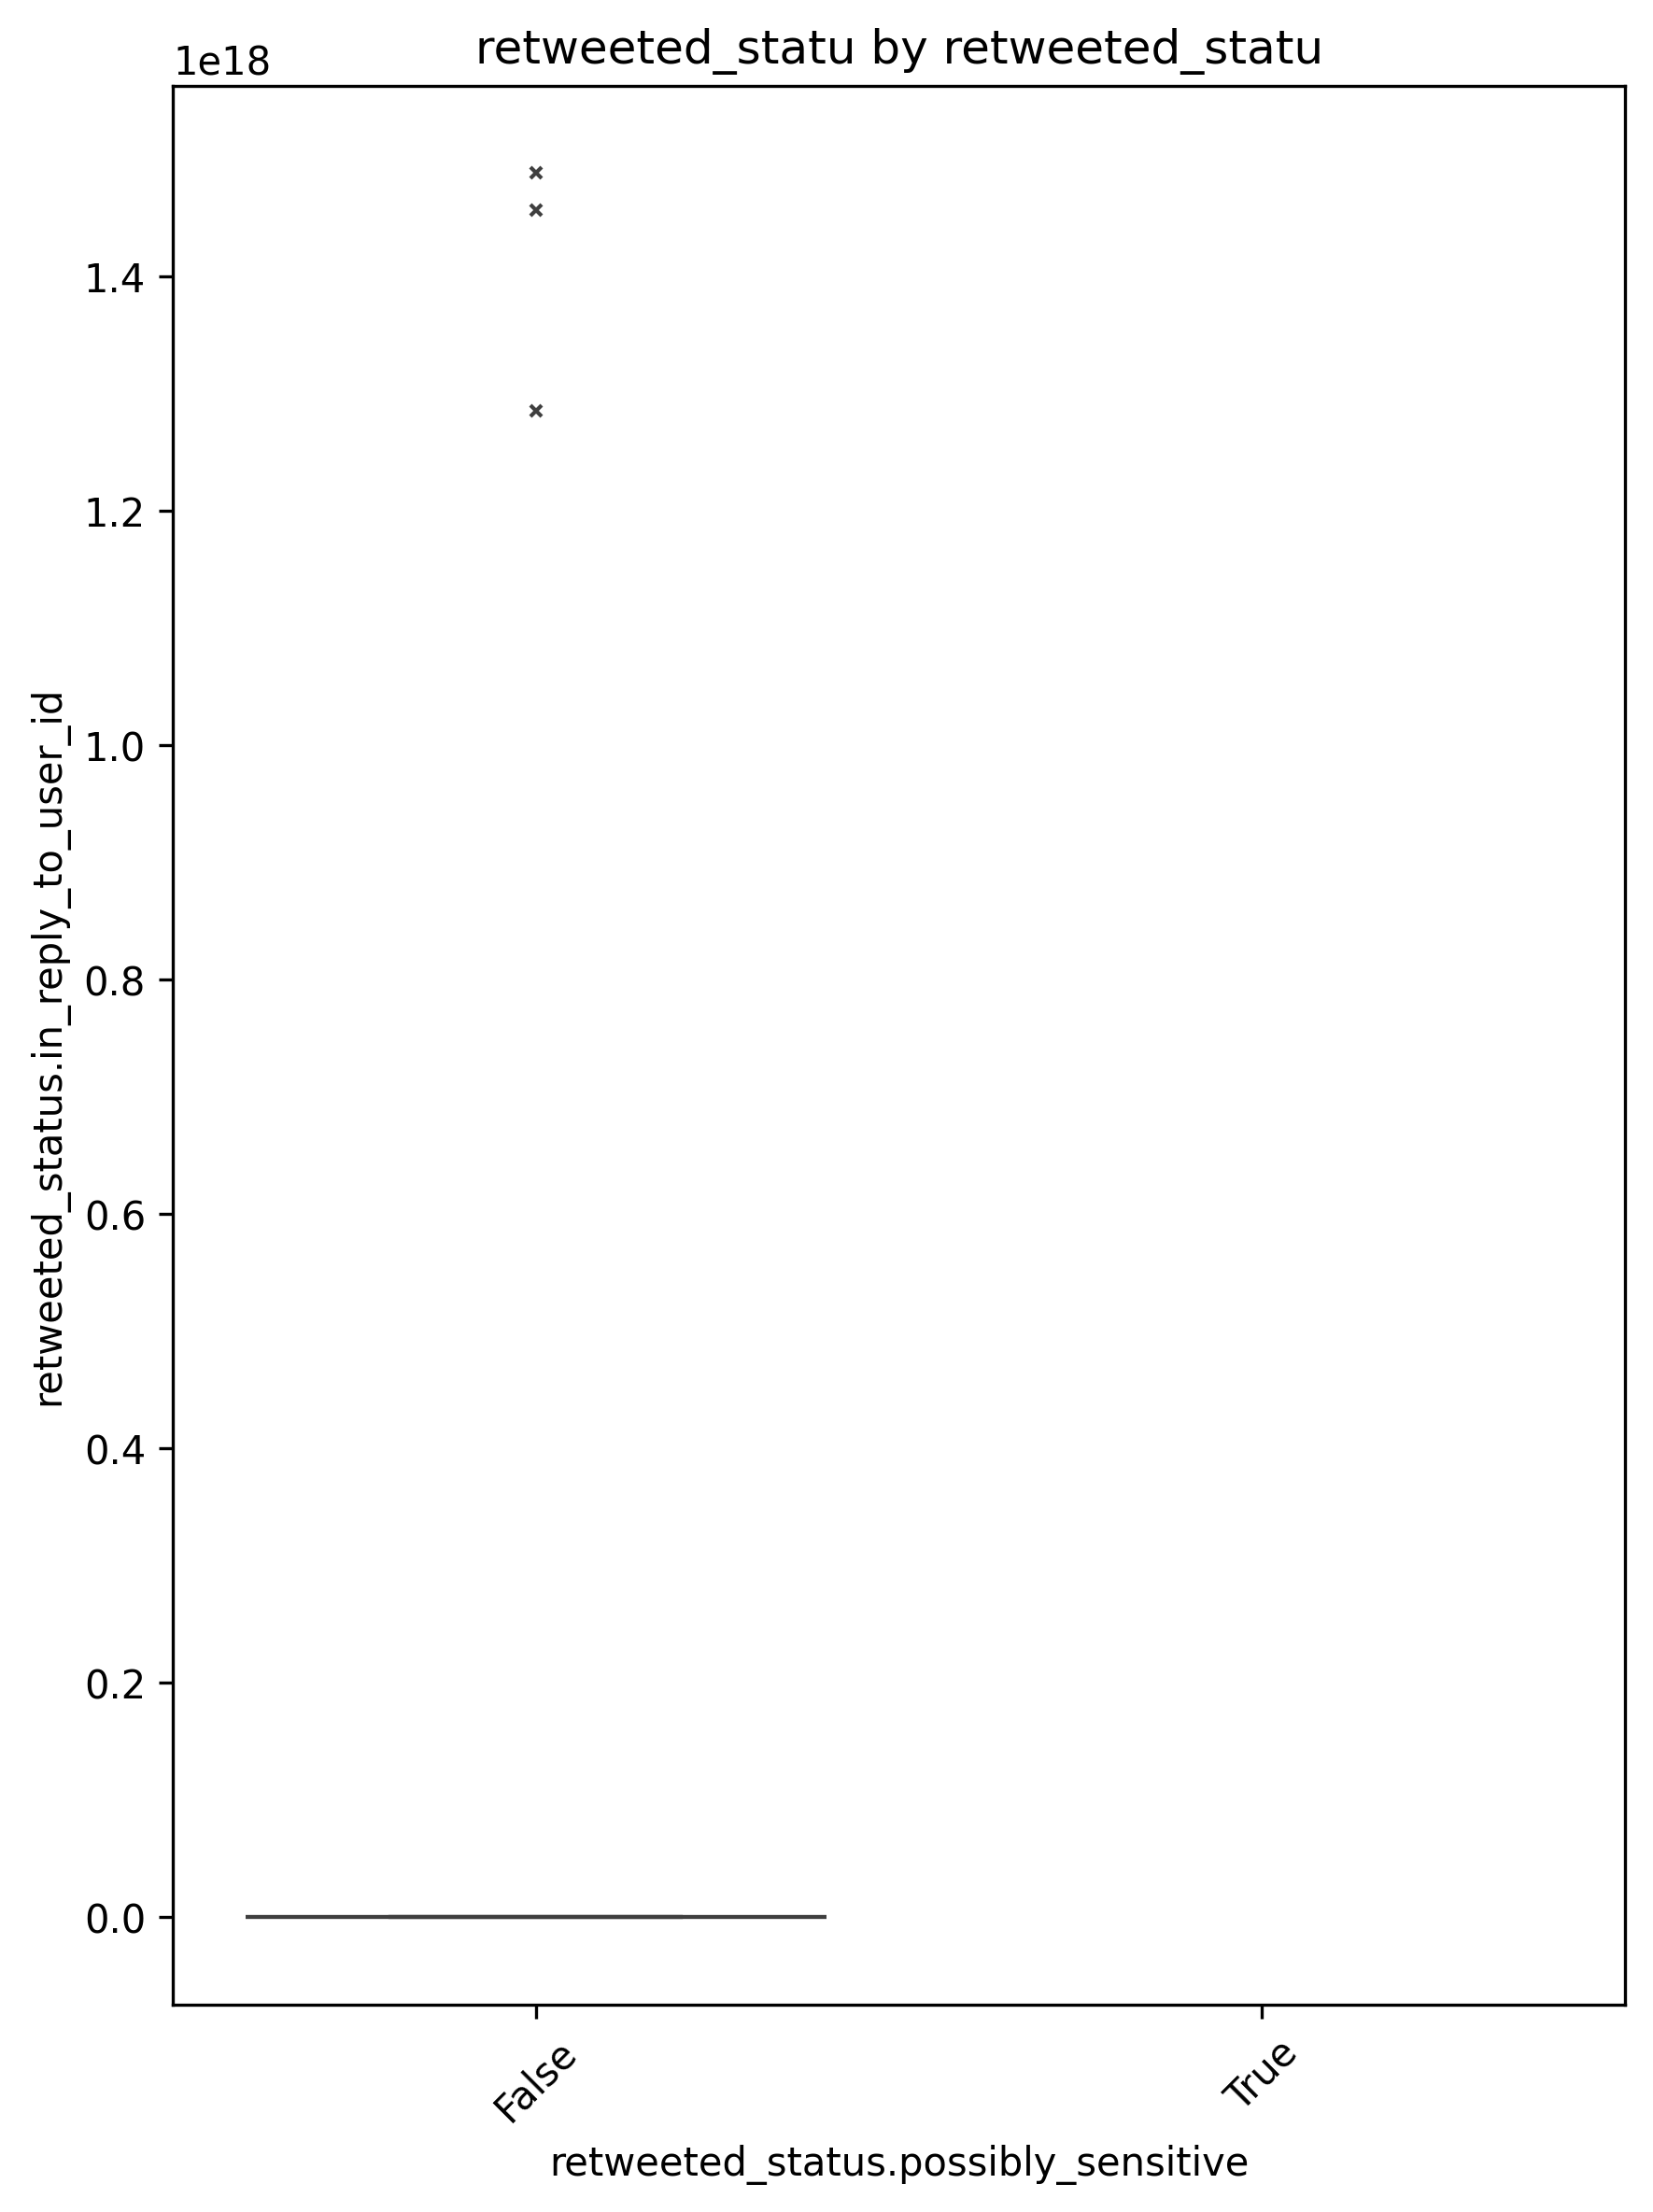 retweeted_statu by retweeted_statu
1e18
1.4
1.2
1.0
0.8
0.6
0.4
0.2
0.0
retweeted_status.in_reply_to_user_id
False
True
retweeted_status.possibly_sensitive